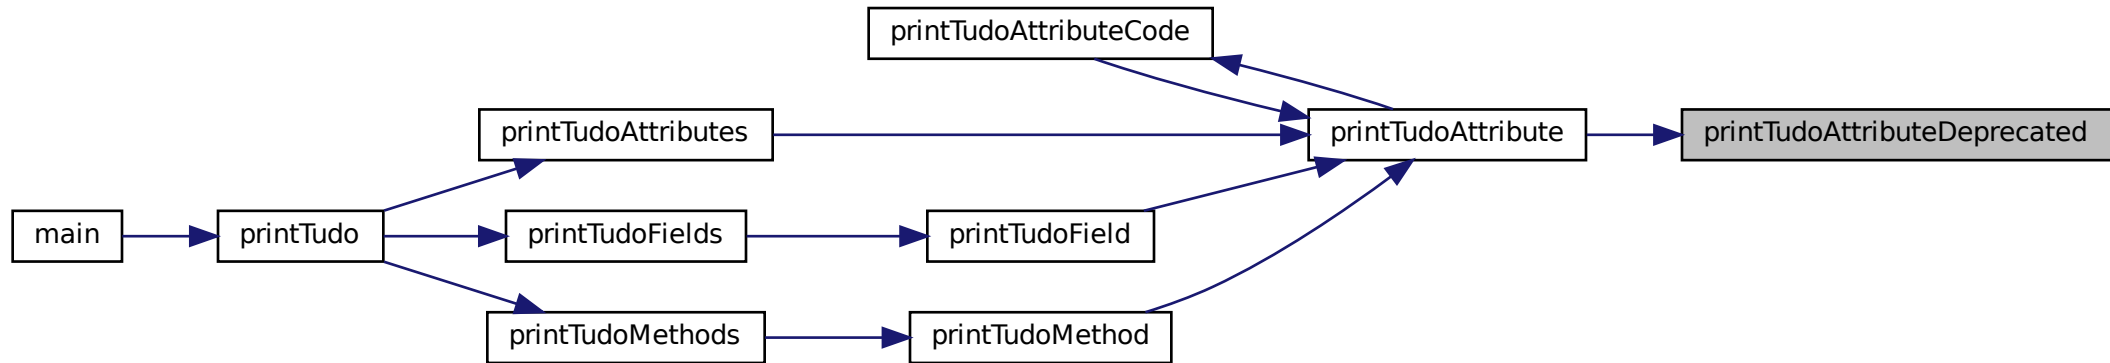 printTudoAttributeCode
printTudoAttributes
printTudoAttribute
printTudoAttributeDeprecated
main
printTudo
printTudoFields
printTudoField
printTudoMethods
printTudoMethod